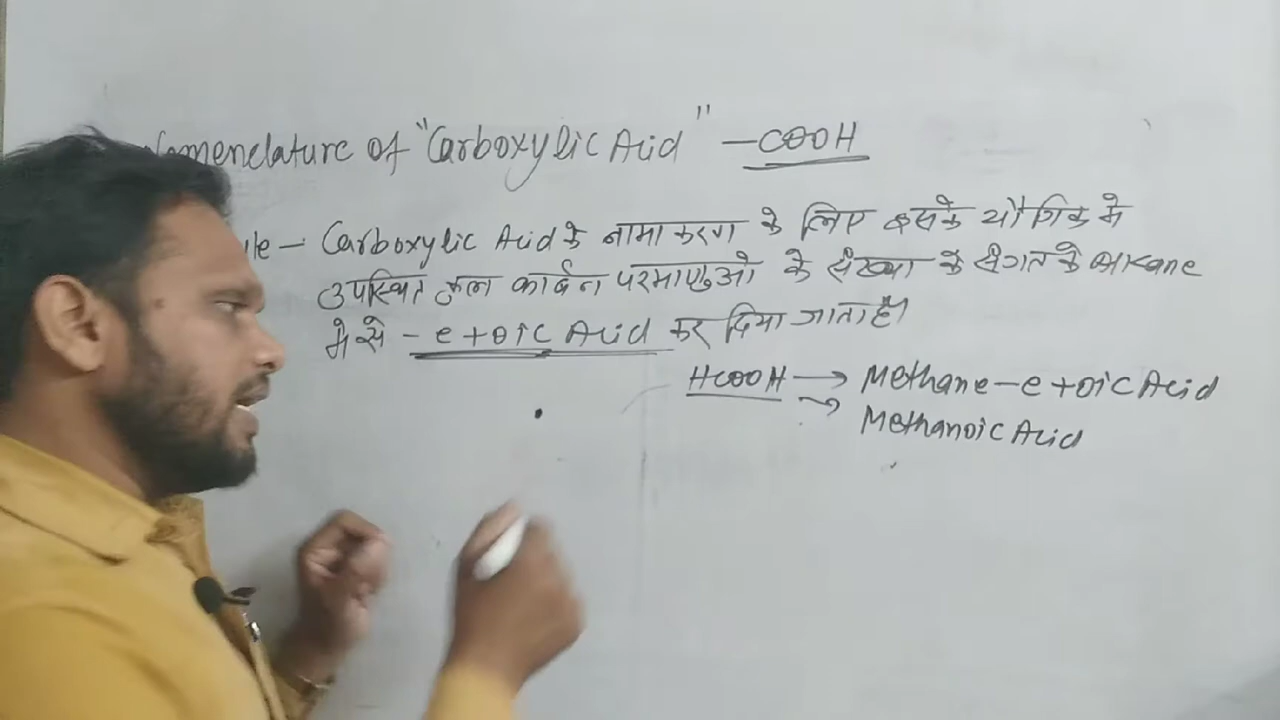 Nomenclature of "Carboxylic Acid" -COOH
Carboxylic Acid के नामाकरण के लिए इसके यौगिक मे
उपस्थित कुल कार्बन परमाणुओ के संख्या के संगत के Alkane
मे से - e + oic Acid कर दिया जाता है।
HCOOH → Methane - e + oic Acid
Methanoic Acid